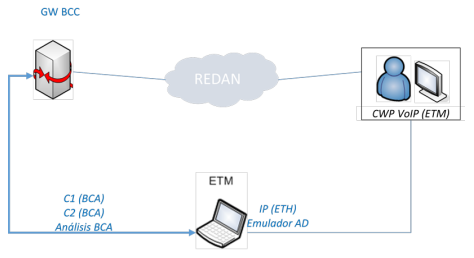 GW BCC
REDAN
CWP VoIP (ETM)
ETM
C1 (BCA)
C2 (BCA)
Análisis BCA
IP (ETH)
Emulador AD